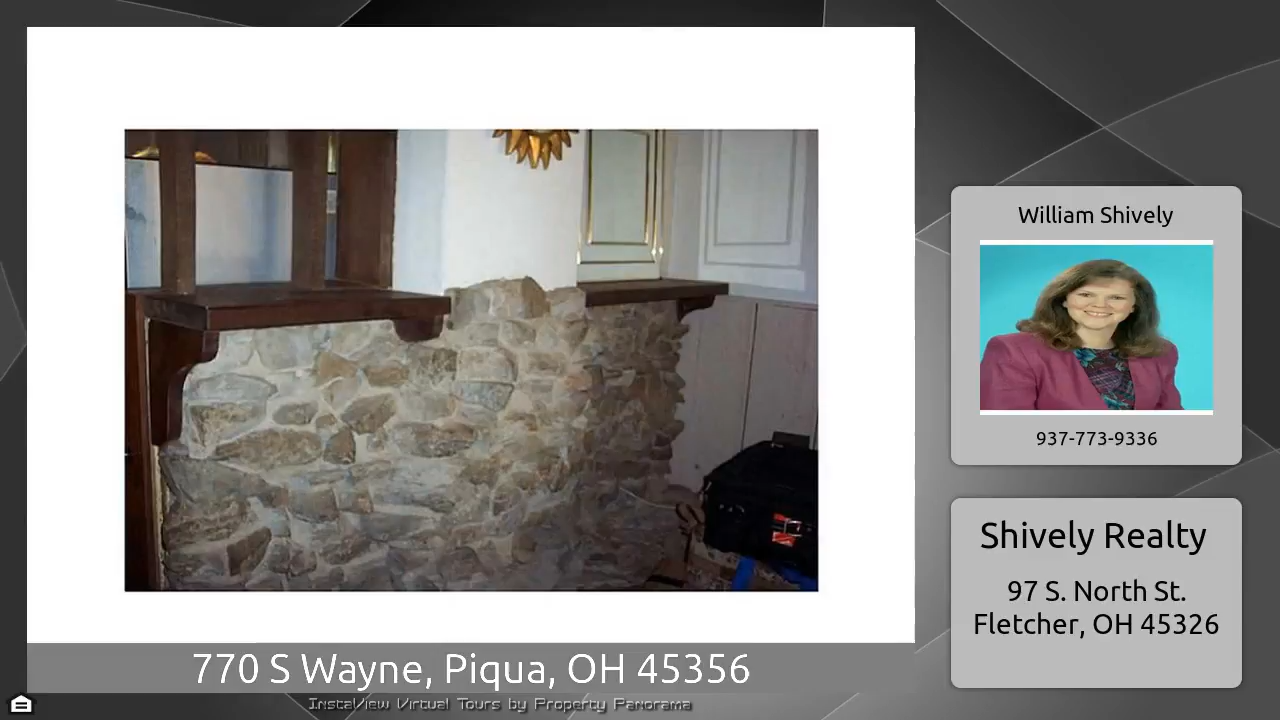 William Shively
937-773-9336
Shively Realty
97 S. North St.
Fletcher, OH 45326
770 S Wayne, Piqua, OH 45356
InstaView Virtual Tours by Property Panorama